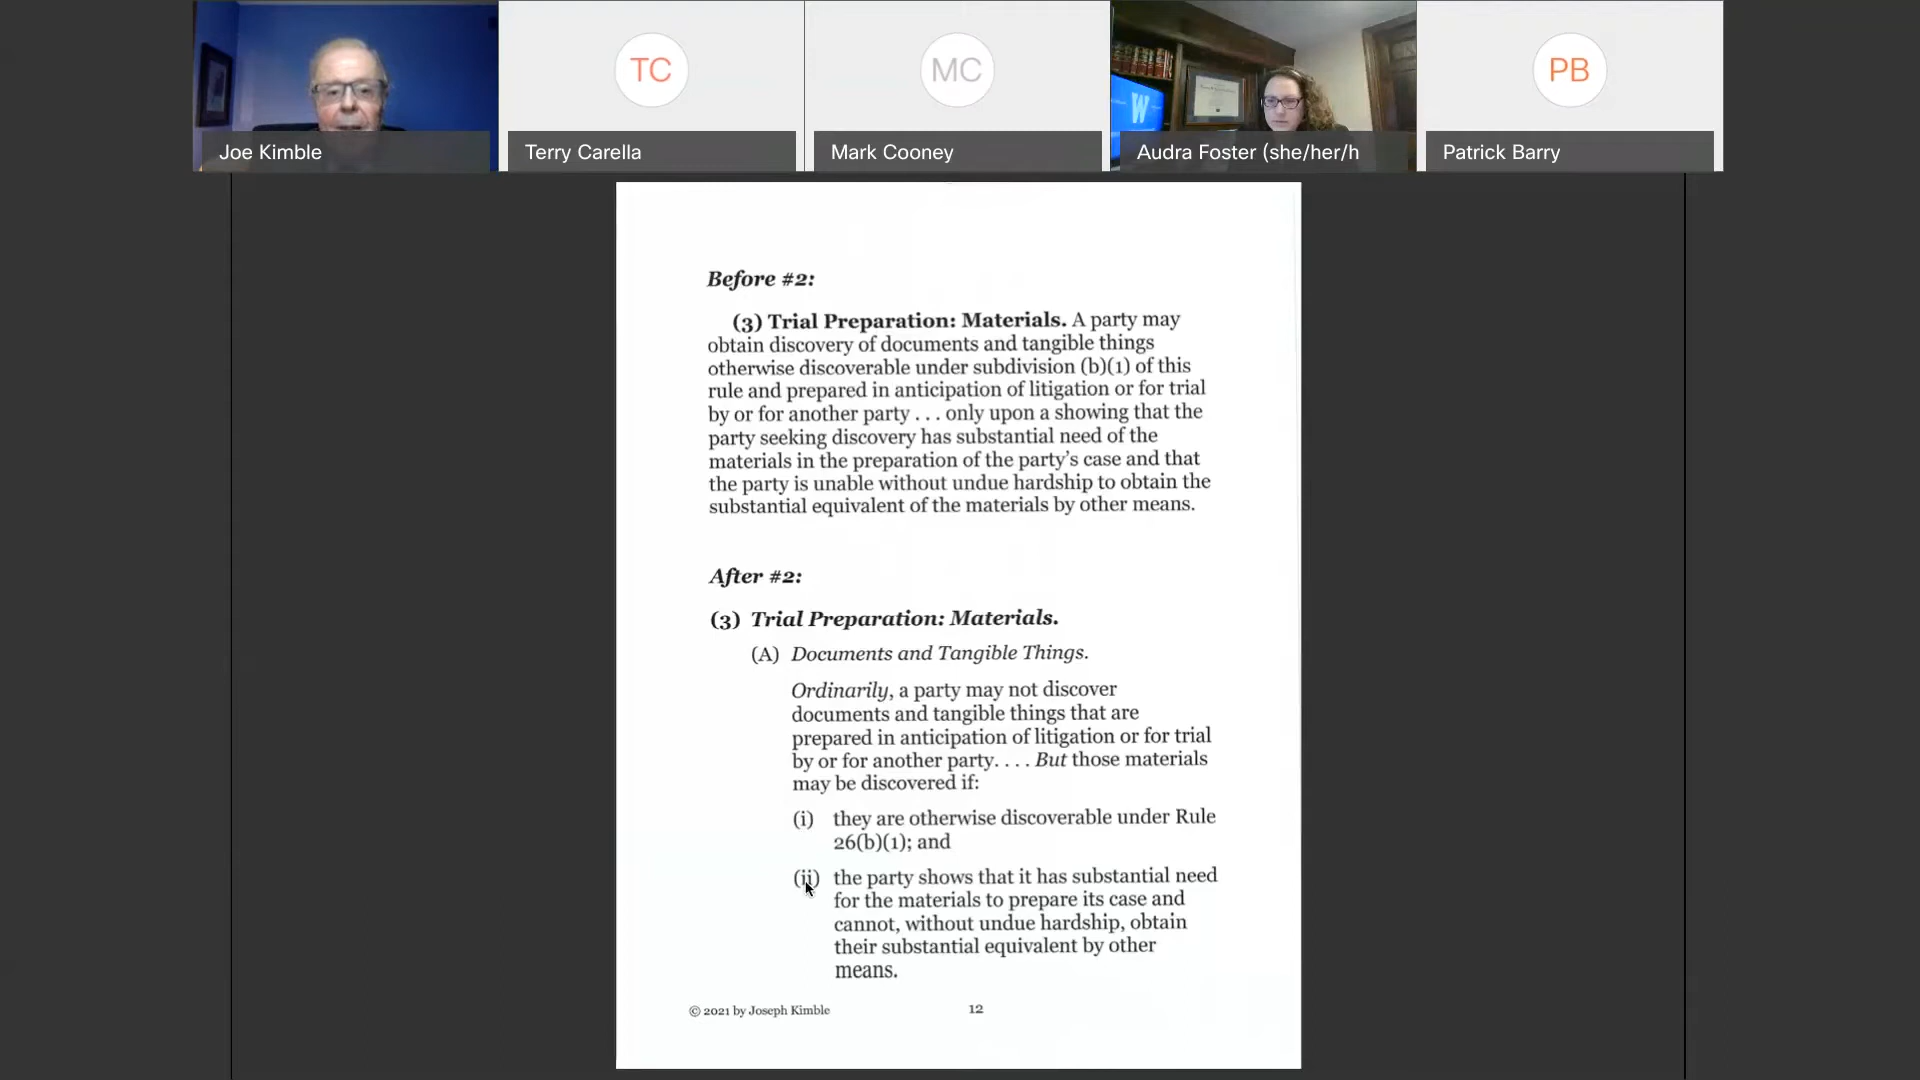 TC
MC
W
PB
Joe Kimble
Terry Carella
Mark Cooney
Audra Foster (she/her/h
Patrick Barry
Before #2:
(3) Trial Preparation: Materials. A party may
obtain discovery of documents and tangible things
otherwise discoverable under subdivision (b)(1) of this
rule and prepared in anticipation of litigation or for trial
by or for another party . . . only upon a showing that the
party seeking discovery has substantial need of the
materials in the preparation of the party's case and that
the party is unable without undue hardship to obtain the
substantial equivalent of the materials by other means.
After #2:
(3) Trial Preparation: Materials.
(A) Documents and Tangible Things.
Ordinarily, a party may not discover
documents and tangible things that are
prepared in anticipation of litigation or for trial
by or for another party. . . . But those materials
may be discovered if:
(i) they are otherwise discoverable under Rule
26(b)(1); and
(ii) the party shows that it has substantial need
for the materials to prepare its case and
cannot, without undue hardship, obtain
their substantial equivalent by other
means.
© 2021 by Joseph Kimble 12